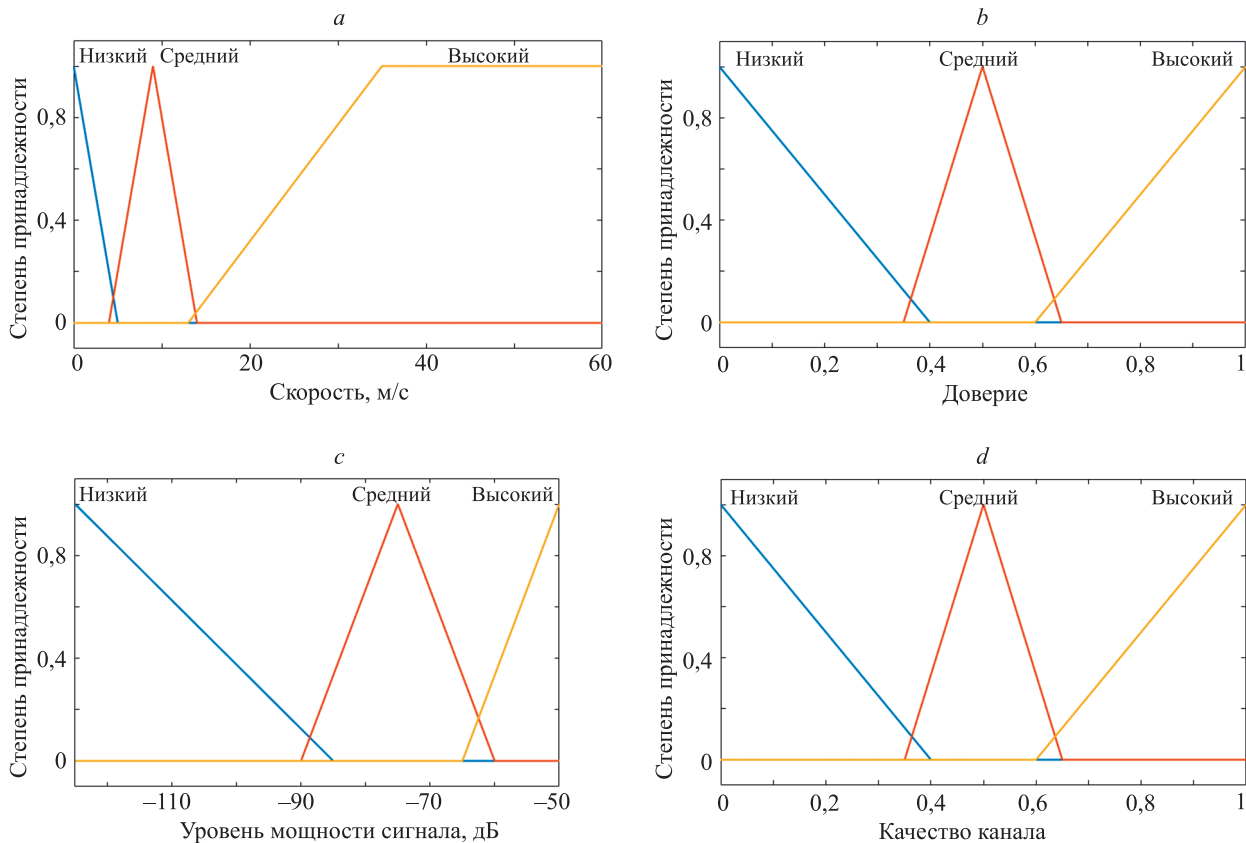 a
Низкий Средний Высокий
0,8
0,4
0
Степень принадлежности
0 20 40 60
Скорость, м/с
b
Низкий Средний Высокий
0,8
0,4
0
Степень принадлежности
0 0,2 0,4 0,6 0,8 1
Доверие
c
Низкий Средний Высокий
0,8
0,4
0
Степень принадлежности
–110 –90 –70 –50
Уровень мощности сигнала, дБ
d
Низкий Средний Высокий
0,8
0,4
0
Степень принадлежности
0 0,2 0,4 0,6 0,8 1
Качество канала